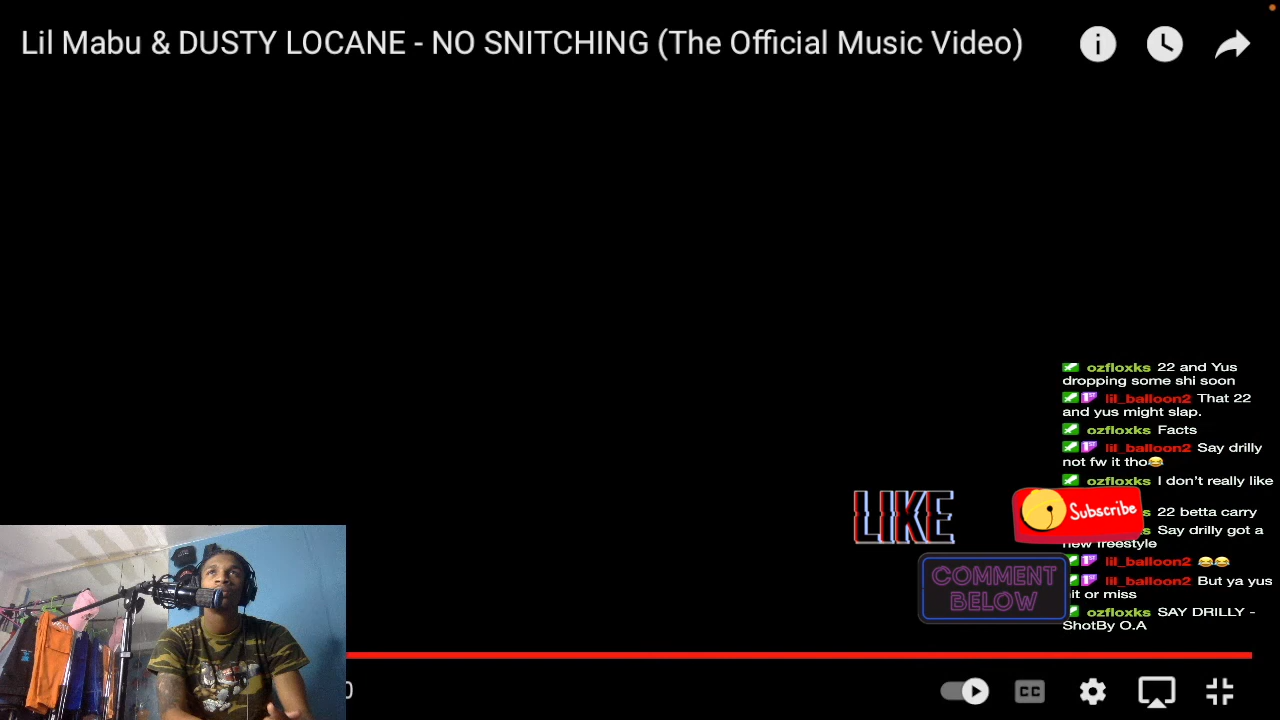 Lil Mabu & DUSTY LOCANE - NO SNITCHING (The Official Music Video)
ozfloxks 22 and Yus
dropping some shi soon
lil_balloon2 That 22
and yus might slap.
ozfloxks Facts
lil_balloon2 Say drilly
not fw it tho😂
ozfloxks I don't really like
22 betta carry
Say drilly got a
new freestyle
lil_balloon2 😂😂
lil_balloon2 But ya yus
hit or miss
ozfloxks SAY DRILLY -
ShotBy O.A
LIKE
Subscribe
COMMENT
BELOW
CC